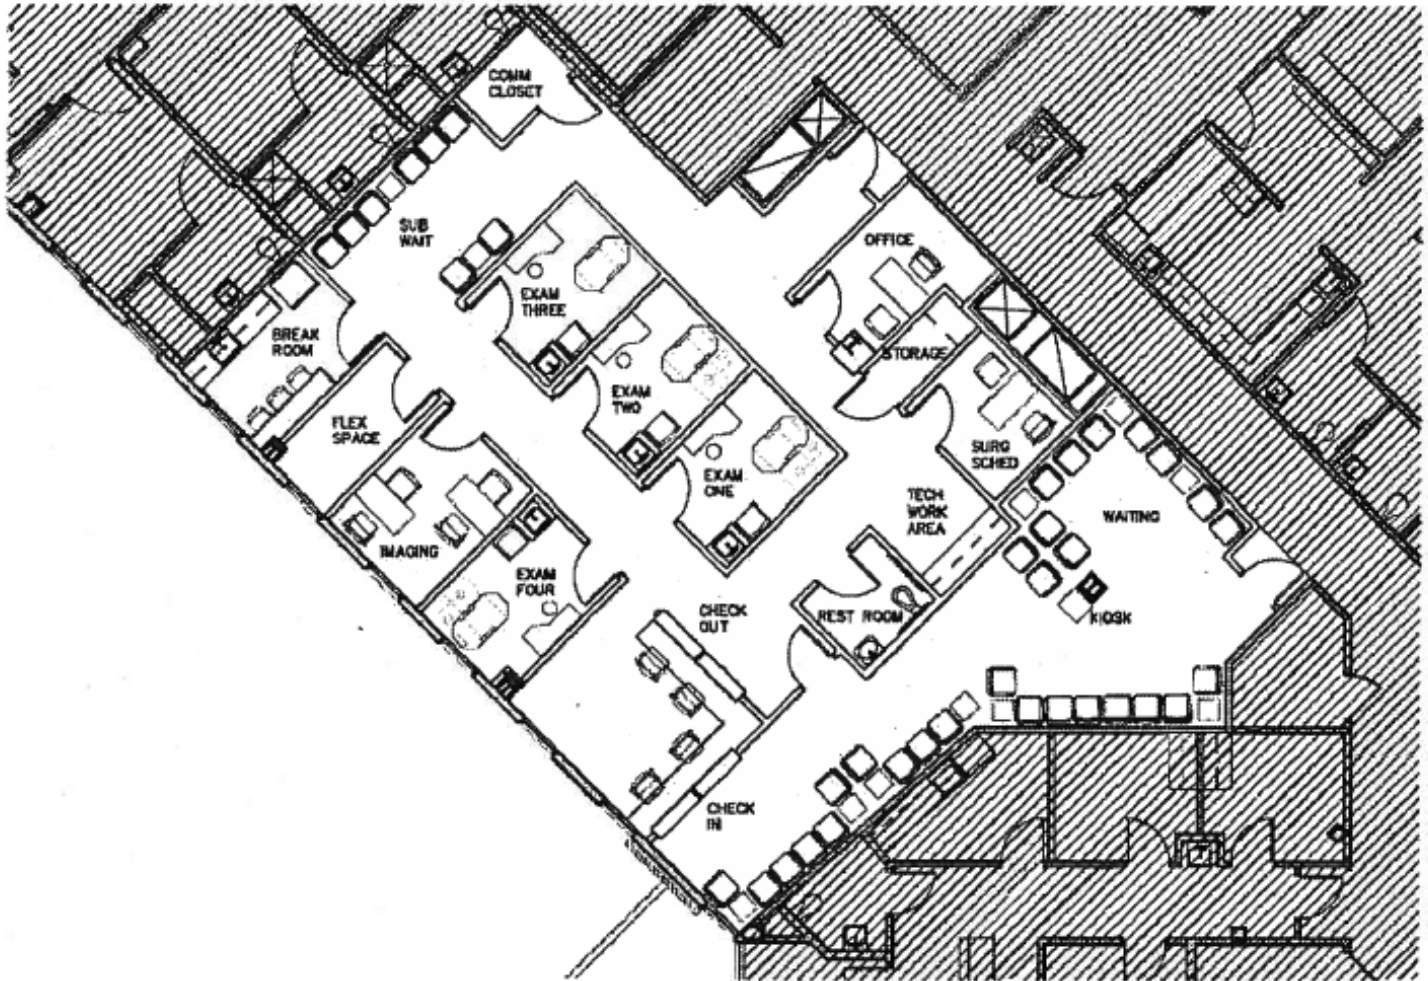 COMM
CLOSET
SUB
WAIT
OFFICE
EXAM
THREE
BREAK
ROOM
STORAGE
EXAM
TWO
FLEX
SPACE
SURG
SCHED
EXAM
ONE
TECH
WORK
AREA
WAITING
IMAGING
EXAM
FOUR
CHECK
OUT
REST ROOM
KIOSK
CHECK
IN